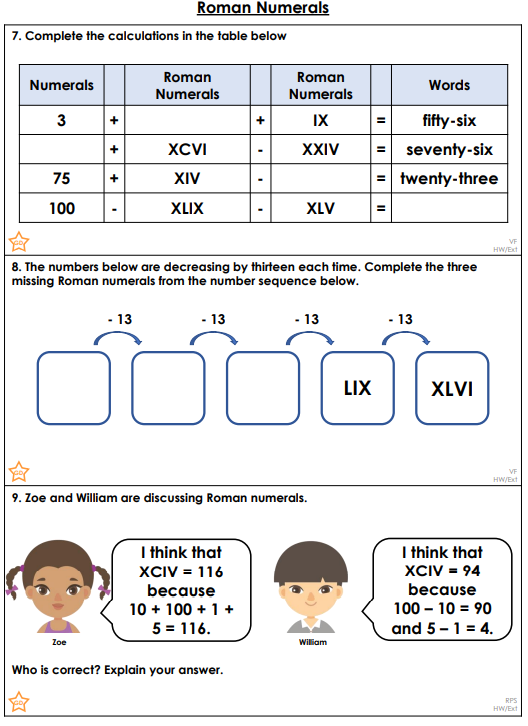 Roman Numerals
7. Complete the calculations in the table below
Numerals Roman Numerals Roman Numerals Words
3 + + IX = fifty-six
+ XCVI - XXIV = seventy-six
75 + XIV - = twenty-three
100 - XLIX - XLV =
GD
VF
HW/Ext
8. The numbers below are decreasing by thirteen each time. Complete the three
missing Roman numerals from the number sequence below.
- 13 - 13 - 13 - 13
LIX XLVI
GD
VF
HW/Ext
9. Zoe and William are discussing Roman numerals.
I think that
XCIV = 116
because
10 + 100 + 1 +
5 = 116.
Zoe
I think that
XCIV = 94
because
100 – 10 = 90
and 5 – 1 = 4.
William
Who is correct? Explain your answer.
GD
RPS
HW/Ext